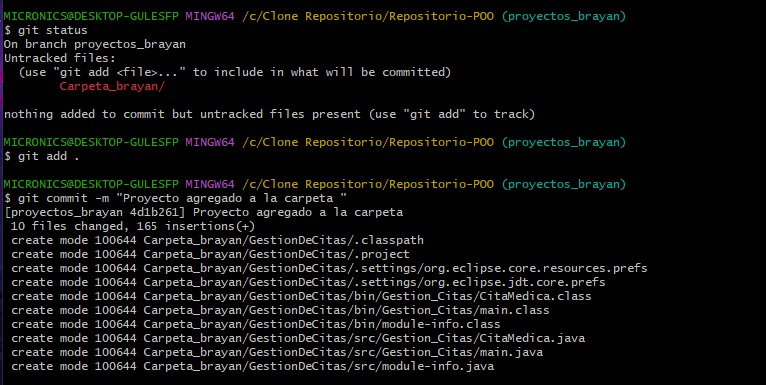 MICRONICS@DESKTOP-GULESFP MINGW64 /c/Clone Repositorio/Repositorio-POO (proyectos_brayan)
$ git status
On branch proyectos_brayan
Untracked files:
  (use "git add <file>..." to include in what will be committed)
        Carpeta_brayan/

nothing added to commit but untracked files present (use "git add" to track)

MICRONICS@DESKTOP-GULESFP MINGW64 /c/Clone Repositorio/Repositorio-POO (proyectos_brayan)
$ git add .

MICRONICS@DESKTOP-GULESFP MINGW64 /c/Clone Repositorio/Repositorio-POO (proyectos_brayan)
$ git commit -m "Proyecto agregado a la carpeta "
[proyectos_brayan 4d1b261] Proyecto agregado a la carpeta
 10 files changed, 165 insertions(+)
 create mode 100644 Carpeta_brayan/GestionDeCitas/.classpath
 create mode 100644 Carpeta_brayan/GestionDeCitas/.project
 create mode 100644 Carpeta_brayan/GestionDeCitas/.settings/org.eclipse.core.resources.prefs
 create mode 100644 Carpeta_brayan/GestionDeCitas/.settings/org.eclipse.jdt.core.prefs
 create mode 100644 Carpeta_brayan/GestionDeCitas/bin/Gestion_Citas/CitaMedica.class
 create mode 100644 Carpeta_brayan/GestionDeCitas/bin/Gestion_Citas/main.class
 create mode 100644 Carpeta_brayan/GestionDeCitas/bin/module-info.class
 create mode 100644 Carpeta_brayan/GestionDeCitas/src/Gestion_Citas/CitaMedica.java
 create mode 100644 Carpeta_brayan/GestionDeCitas/src/Gestion_Citas/main.java
 create mode 100644 Carpeta_brayan/GestionDeCitas/src/module-info.java